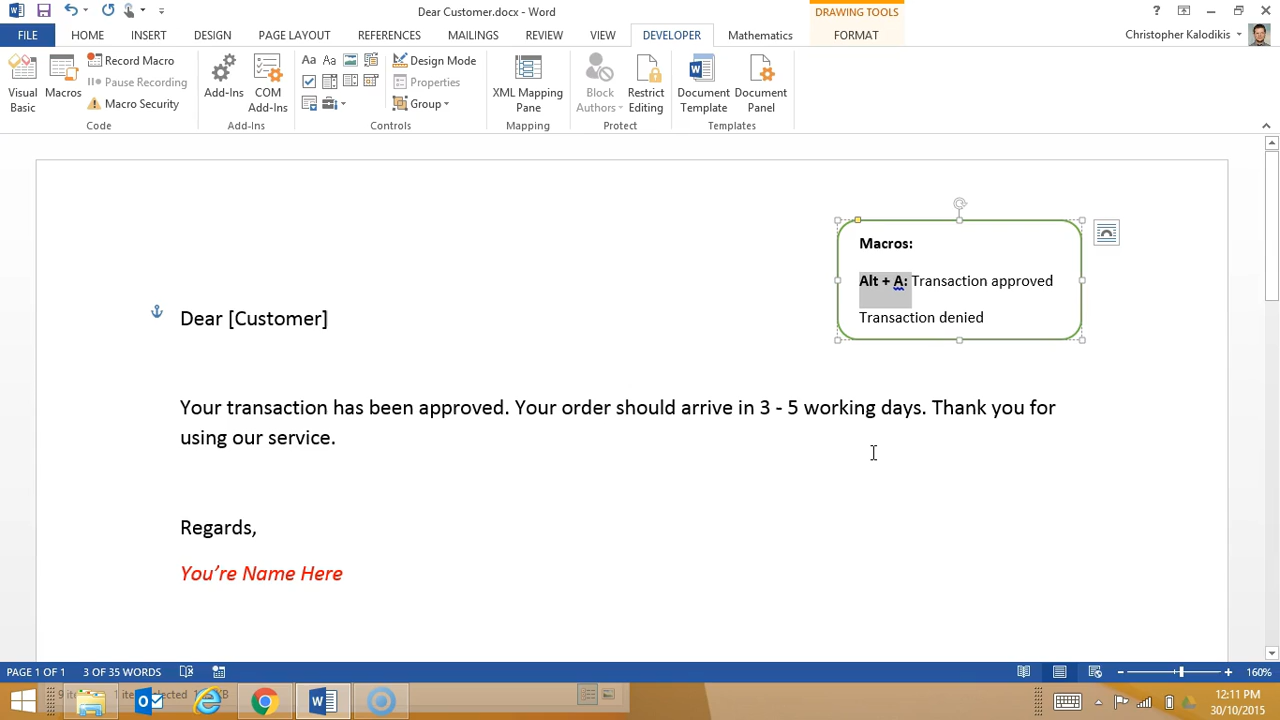 Dear Customer.docx - Word
DRAWING TOOLS
?
FILE
HOME
INSERT
DESIGN
PAGE LAYOUT
REFERENCES
MAILINGS
REVIEW
VIEW
DEVELOPER
Mathematics
FORMAT
Christopher Kalodikis
Visual Basic
Macros
Record Macro
Pause Recording
Macro Security
Code
Add-Ins
COM Add-Ins
Add-Ins
Aa Aa
Design Mode
Properties
Group
Controls
XML Mapping Pane
Mapping
Block Authors
Restrict Editing
Protect
Document Template
Document Panel
Templates
Macros:
Alt + A: Transaction approved
Transaction denied
Dear [Customer]
Your transaction has been approved. Your order should arrive in 3 - 5 working days. Thank you for
using our service.
Regards,
You’re Name Here
PAGE 1 OF 1
3 OF 35 WORDS
160%
12:11 PM
30/10/2015